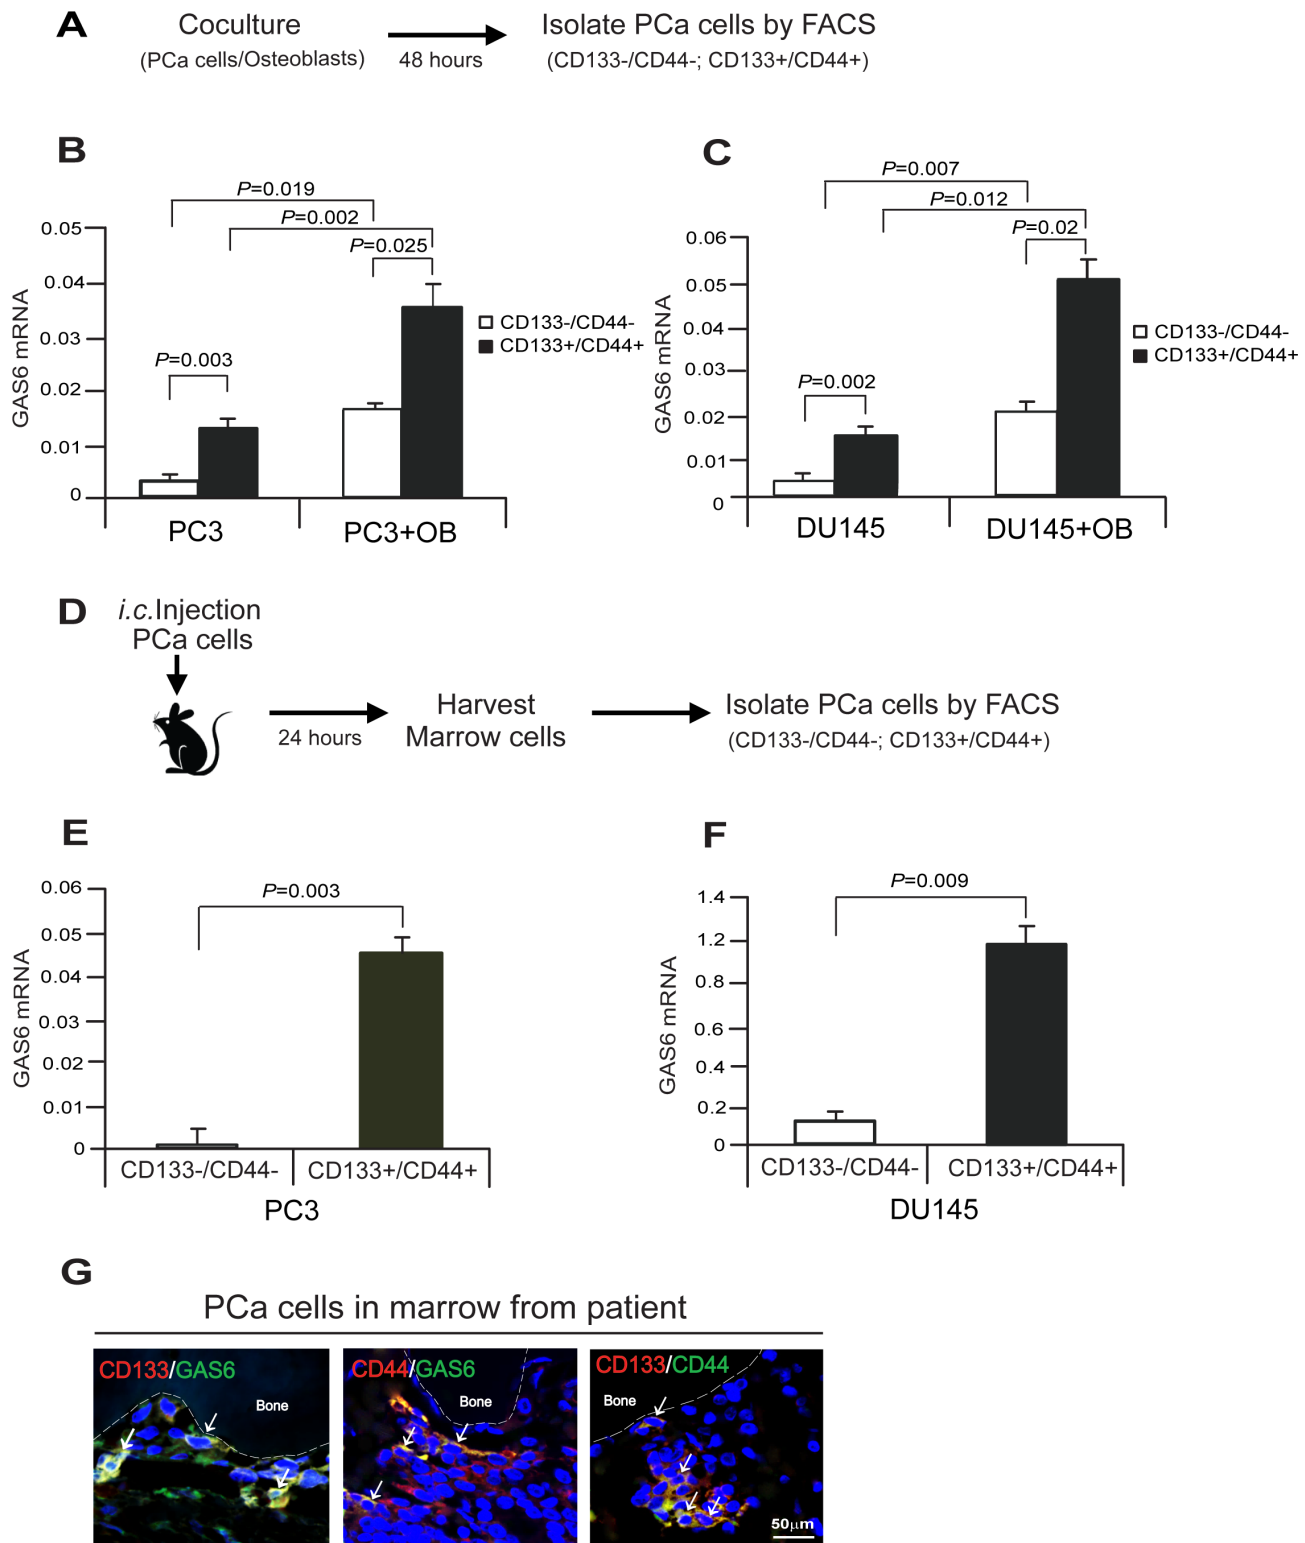 A
Coculture
(PCa cells/Osteoblasts)
48 hours
Isolate PCa cells by FACS
(CD133-/CD44-; CD133+/CD44+)
B
P=0.019
P=0.002
P=0.025
P=0.003
GAS6 mRNA
0.05
0.04
0.03
0.02
0.01
0
CD133-/CD44-
CD133+/CD44+
PC3
PC3+OB
C
P=0.007
P=0.012
P=0.02
P=0.002
GAS6 mRNA
0.06
0.05
0.04
0.03
0.02
0.01
0
CD133-/CD44-
CD133+/CD44+
DU145
DU145+OB
D
i.c.Injection
PCa cells
24 hours
Harvest
Marrow cells
Isolate PCa cells by FACS
(CD133-/CD44-; CD133+/CD44+)
E
P=0.003
GAS6 mRNA
0.06
0.05
0.04
0.03
0.02
0.01
0
CD133-/CD44-
CD133+/CD44+
PC3
F
P=0.009
GAS6 mRNA
1.4
1.2
0.8
0.6
0.4
0.2
0
CD133-/CD44-
CD133+/CD44+
DU145
G
PCa cells in marrow from patient
CD133/GAS6
Bone
CD44/GAS6
Bone
CD133/CD44
Bone
50μm